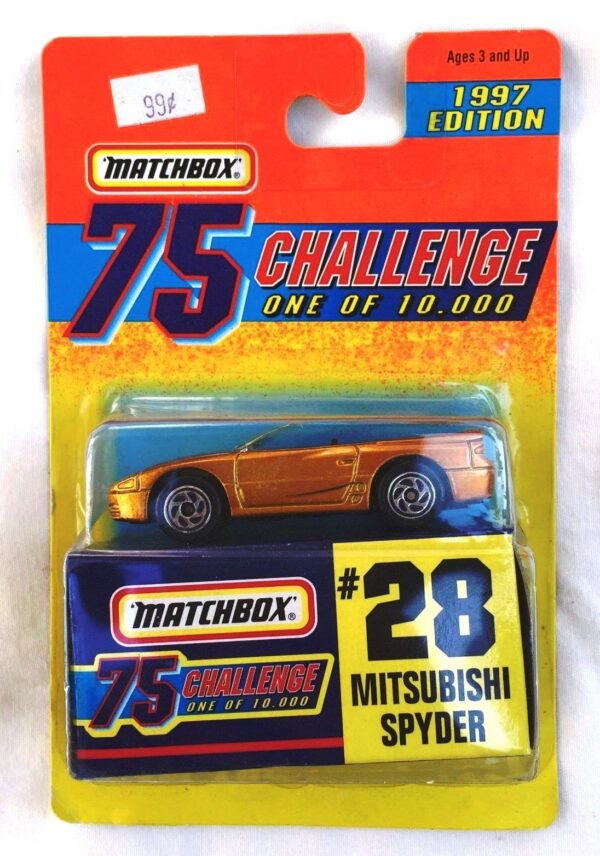 Ages 3 and Up
99¢
1997
EDITION
MATCHBOX®
75 CHALLENGE
ONE OF 10.000
MATCHBOX®
75 CHALLENGE
ONE OF 10.000
#28
MITSUBISHI
SPYDER